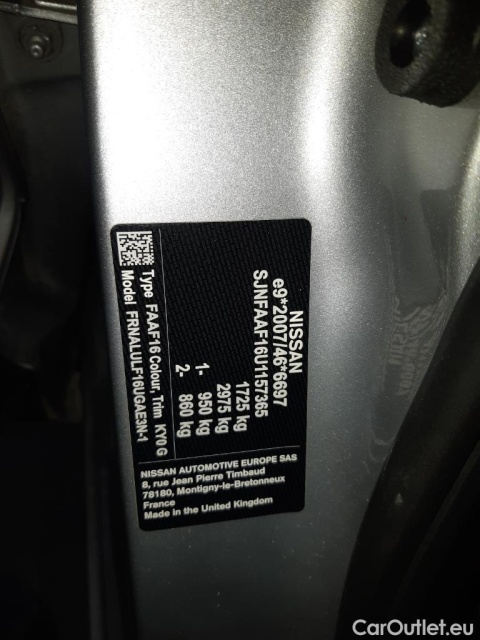 NISSAN
e9*2007/46*6697
SJNFAAF16U1157365
1725 kg
2975 kg
1- 950 kg
2- 860 kg
Type FAAF16 Colour, Trim KY0 G
Model FRNALULF16UGAE3N-1
NISSAN AUTOMOTIVE EUROPE SAS
8, rue Jean Pierre Timbaud
78180, Montigny-le-Bretonneux
France
Made in the United Kingdom
CarOutlet.eu